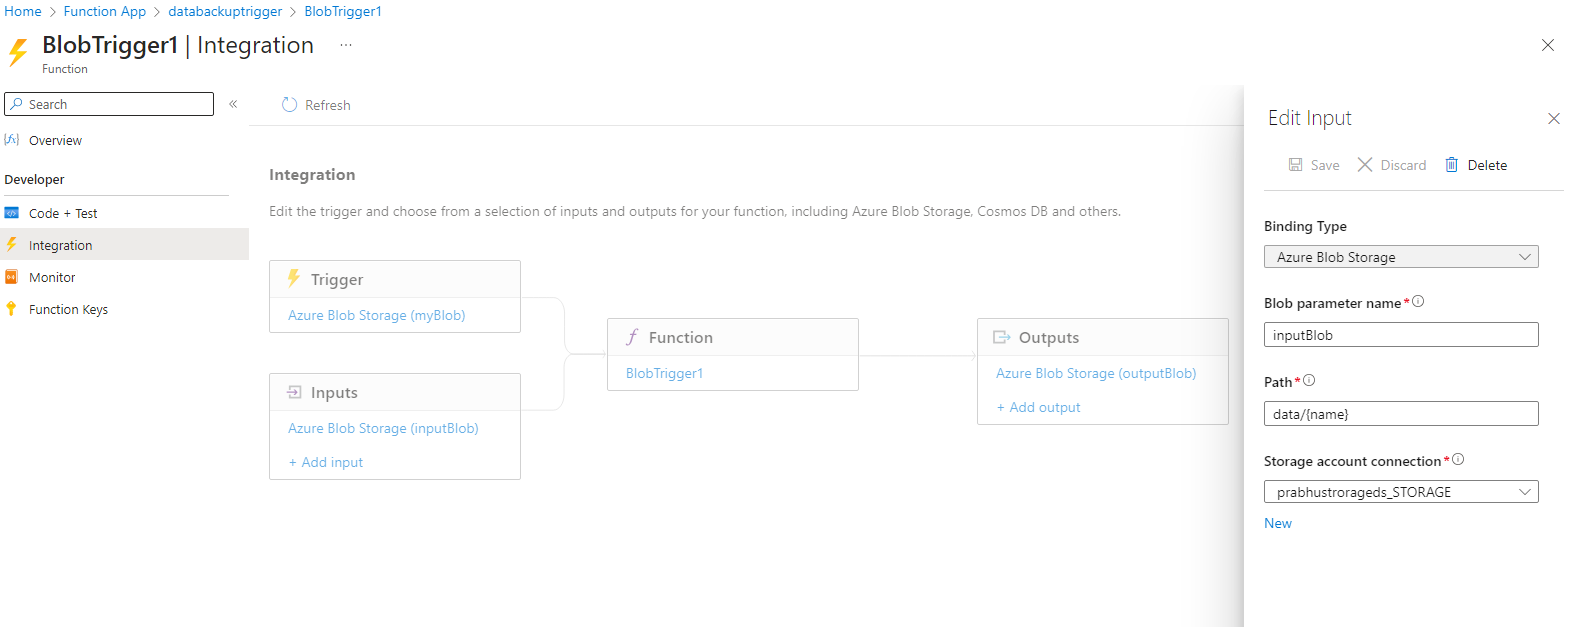 Home > Function App > databackuptrigger > BlobTrigger1
BlobTrigger1 | Integration ...
Function
Search «
Refresh
Overview
Developer
Code + Test
Integration
Monitor
Function Keys
Integration
Edit the trigger and choose from a selection of inputs and outputs for your function, including Azure Blob Storage, Cosmos DB and others.
Trigger
Azure Blob Storage (myBlob)
Inputs
Azure Blob Storage (inputBlob)
+ Add input
Function
BlobTrigger1
Outputs
Azure Blob Storage (outputBlob)
+ Add output
Edit Input
Save Discard Delete
Binding Type
Azure Blob Storage
Blob parameter name*
inputBlob
Path*
data/{name}
Storage account connection*
prabhustrorageds_STORAGE
New